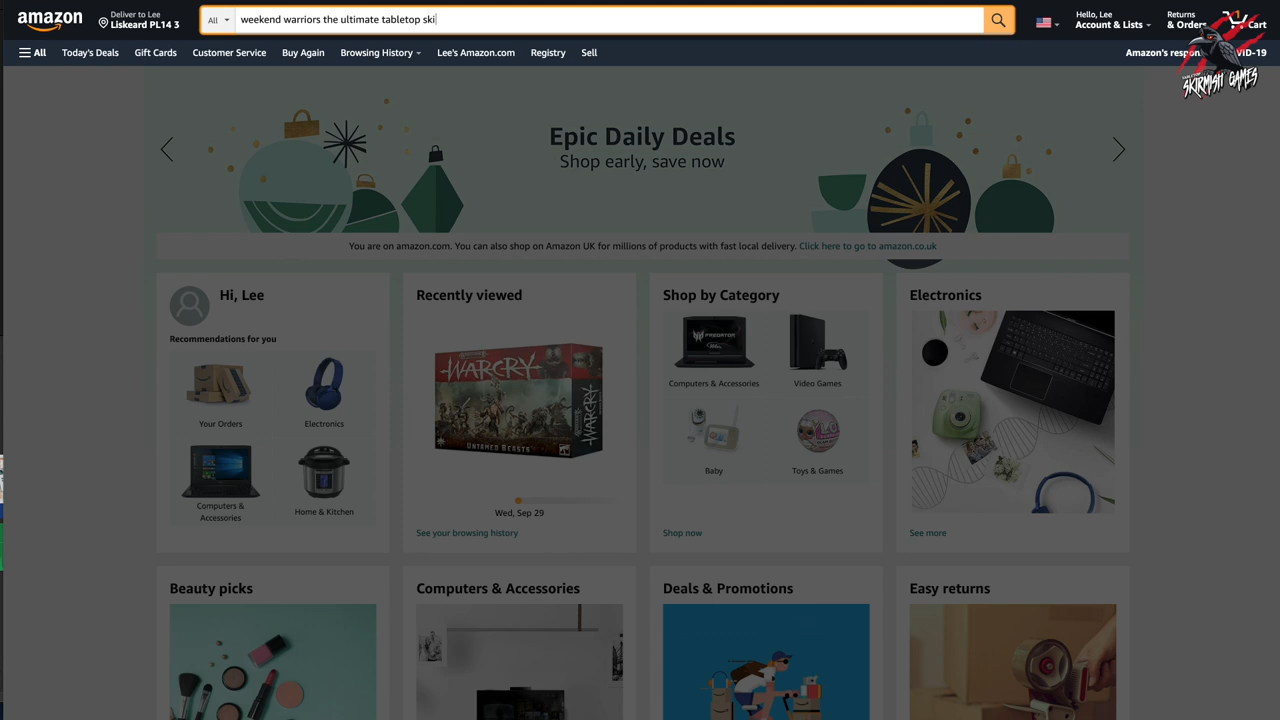 amazon
Deliver to Lee
Liskeard PL14 3
All
weekend warriors the ultimate tabletop ski
Hello, Lee
Account & Lists
Returns
& Orders
Cart
All
Today's Deals
Gift Cards
Customer Service
Buy Again
Browsing History
Lee's Amazon.com
Registry
Sell
Amazon's respon
VID-19
TABLETOP
SKIRMISH GAMES
Epic Daily Deals
Shop early, save now
You are on amazon.com. You can also shop on Amazon UK for millions of products with fast local delivery. Click here to go to amazon.co.uk
Hi, Lee
Recommendations for you
Your Orders
Electronics
Computers &
Accessories
Home & Kitchen
Recently viewed
WARCRY
WARCRY
UNTAMED BEASTS
Wed, Sep 29
See your browsing history
Shop by Category
PREDATOR
Computers & Accessories
Video Games
Baby
Toys & Games
Shop now
Electronics
See more
Beauty picks
Computers & Accessories
Deals & Promotions
Easy returns